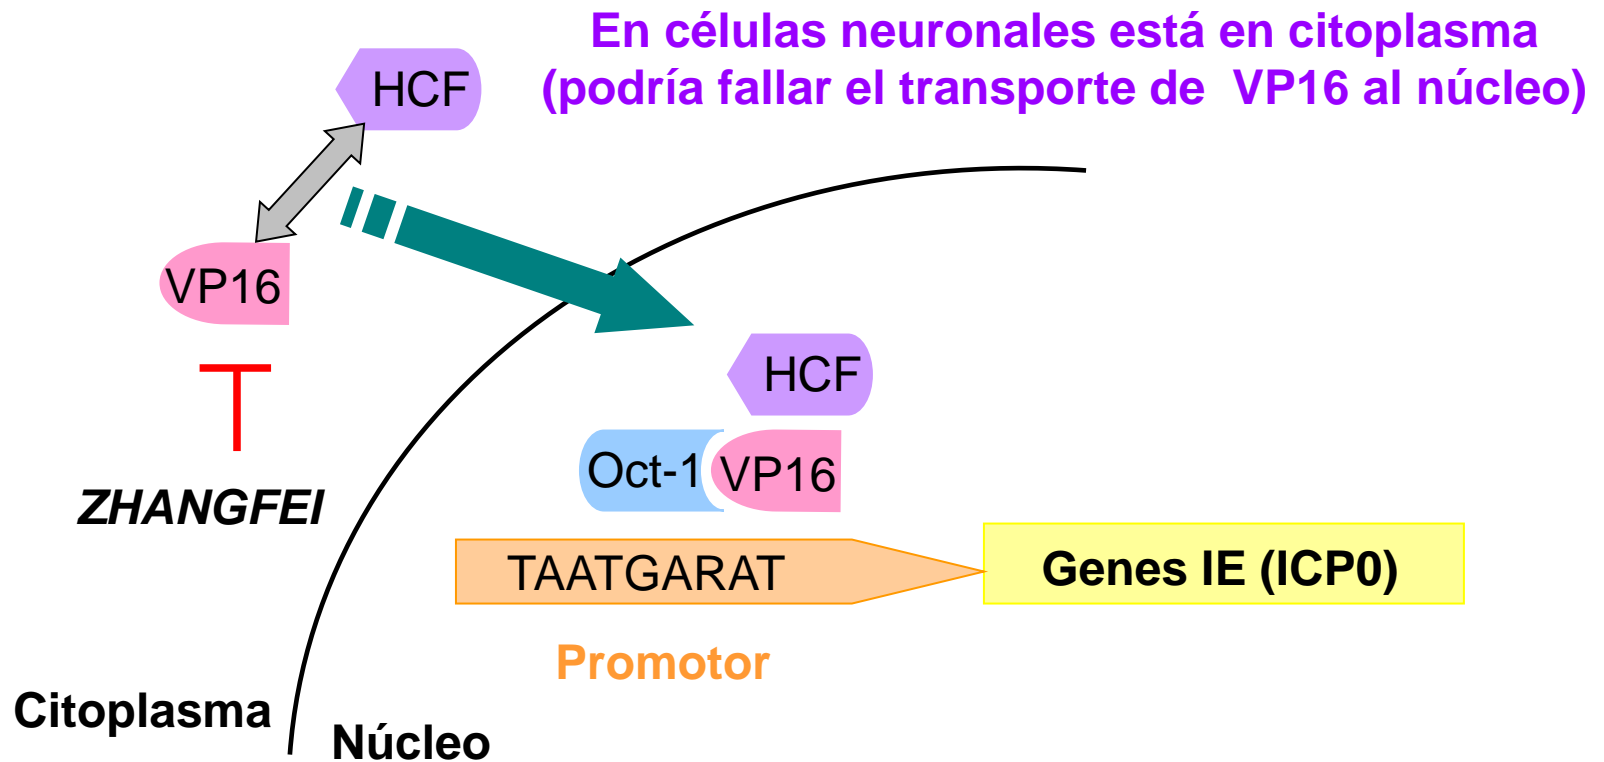 En células neuronales está en citoplasma
(podría fallar el transporte de VP16 al núcleo)
HCF
VP16
ZHANGFEI
HCF
Oct-1
VP16
TAATGARAT
Genes IE (ICP0)
Promotor
Citoplasma
Núcleo